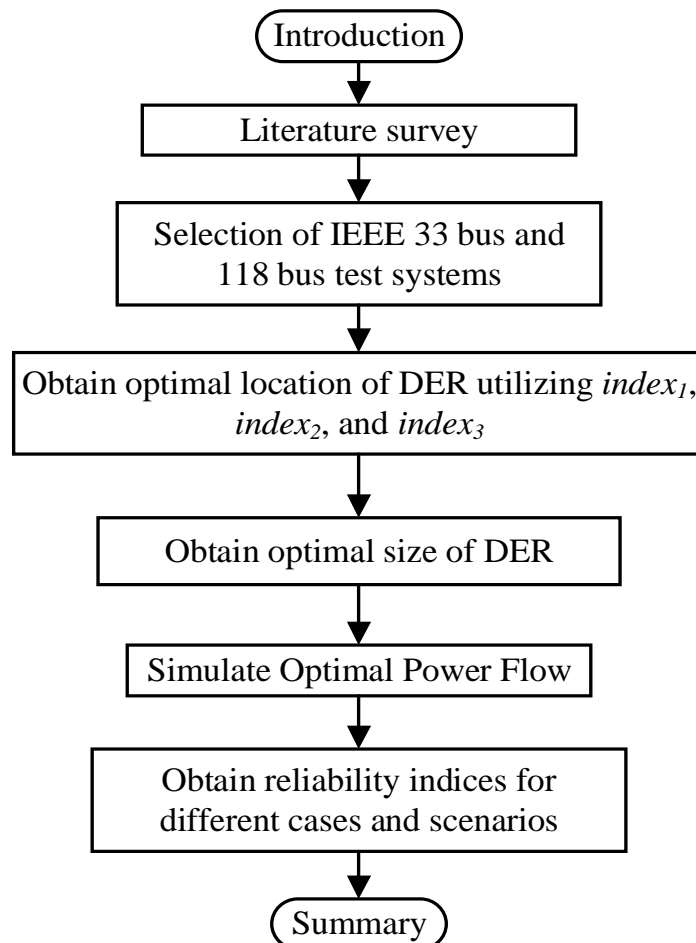 Introduction
Literature survey
Selection of IEEE 33 bus and
118 bus test systems
Obtain optimal location of DER utilizing index₁,
index₂, and index₃
Obtain optimal size of DER
Simulate Optimal Power Flow
Obtain reliability indices for
different cases and scenarios
Summary